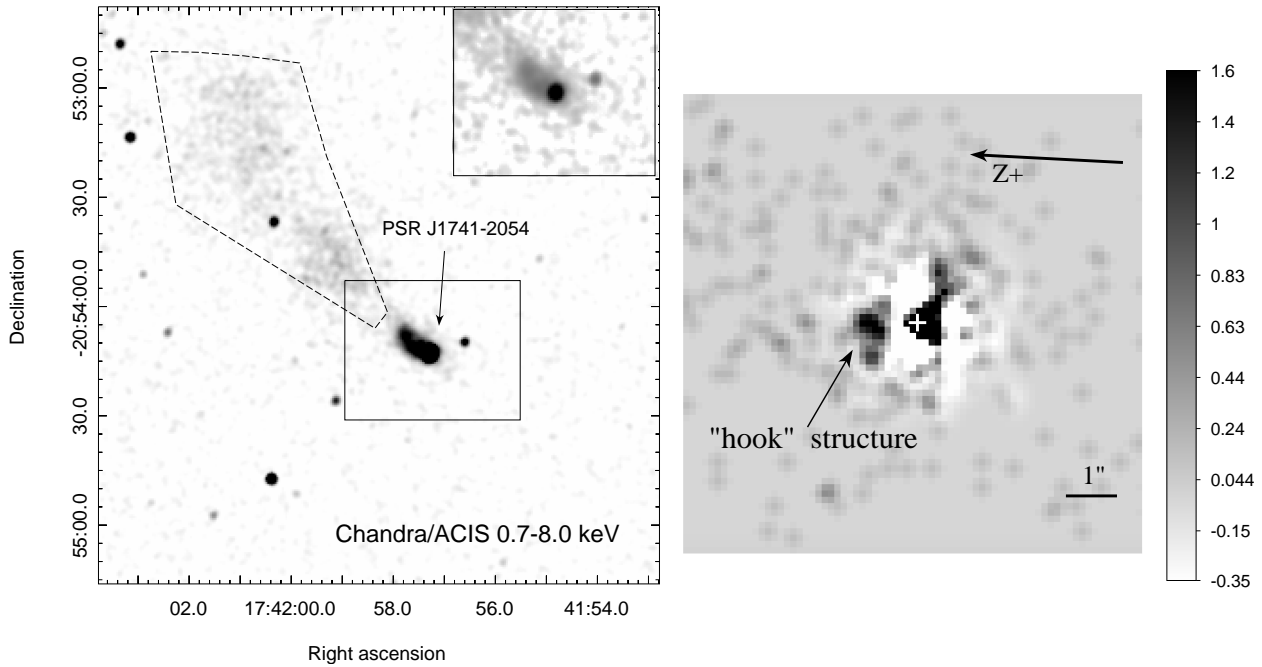 Declination
53:00.0
30.0
-20:54:00.0
30.0
55:00.0
PSR J1741-2054
Chandra/ACIS 0.7-8.0 keV
02.0 17:42:00.0 58.0 56.0 41:54.0
Right ascension
Z+
"hook" structure
1"
1.6
1.4
1.2
1
0.83
0.63
0.44
0.24
0.044
-0.15
-0.35